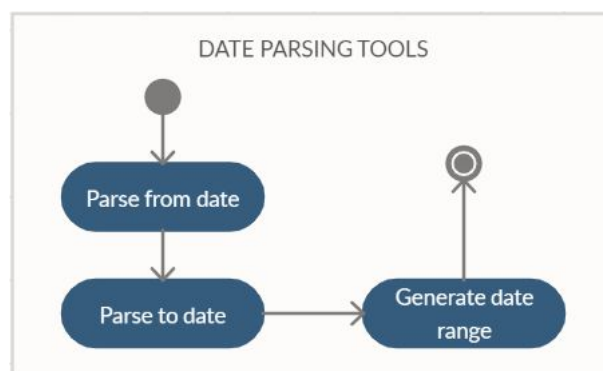 DATE PARSING TOOLS
Parse from date
Parse to date
Generate date
range